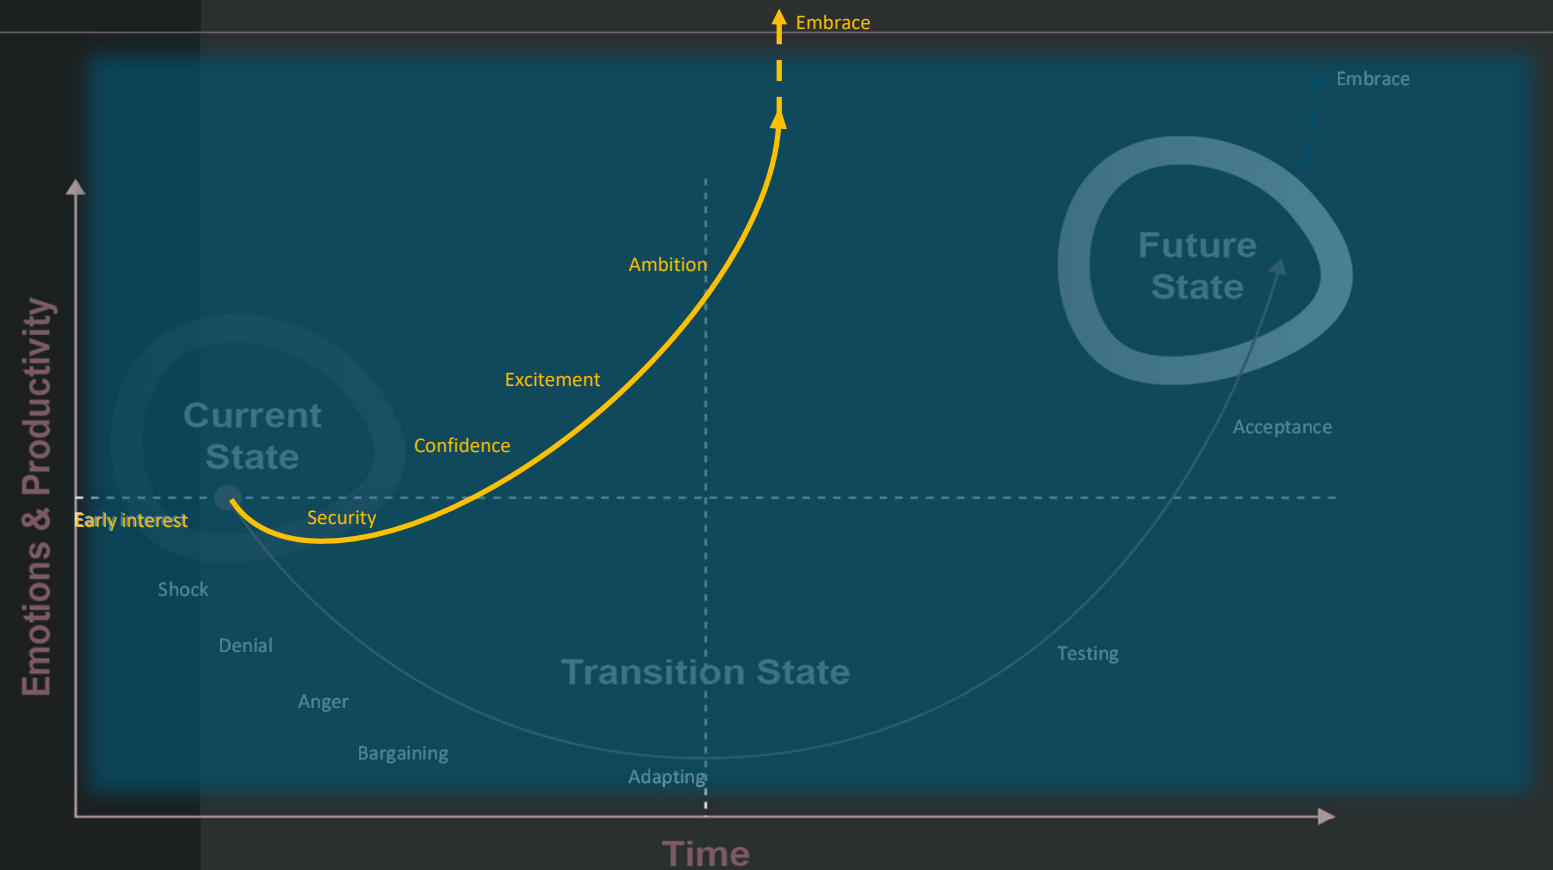 Embrace
Embrace
Future
State
Ambition
Excitement
Current
State
Confidence
Acceptance
Security
Early interest
Shock
Denial
Testing
Transition State
Anger
Bargaining
Adapting
Emotions & Productivity
Time